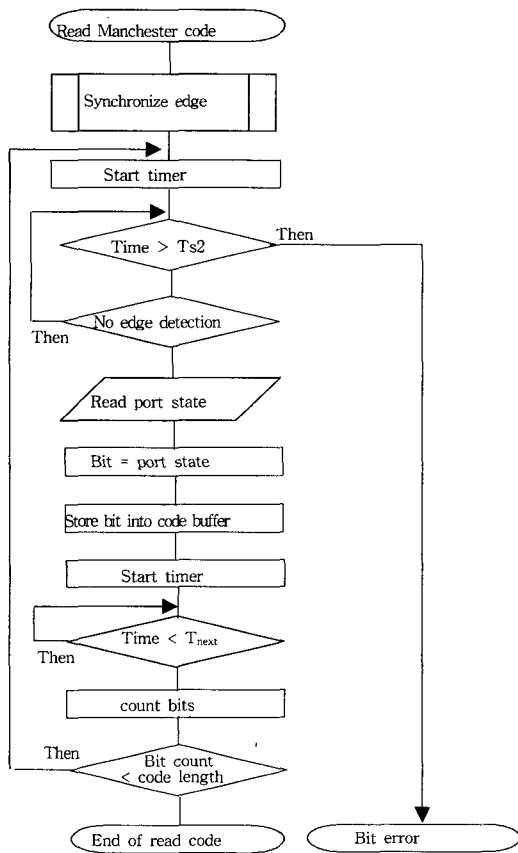 Read Manchester code
Synchronize edge
Start timer
Time > Ts2
Then
No edge detection
Then
Read port state
Bit = port state
Store bit into code buffer
Start timer
Time < Tnext
Then
count bits
Then
Bit count
< code length
End of read code
Bit error